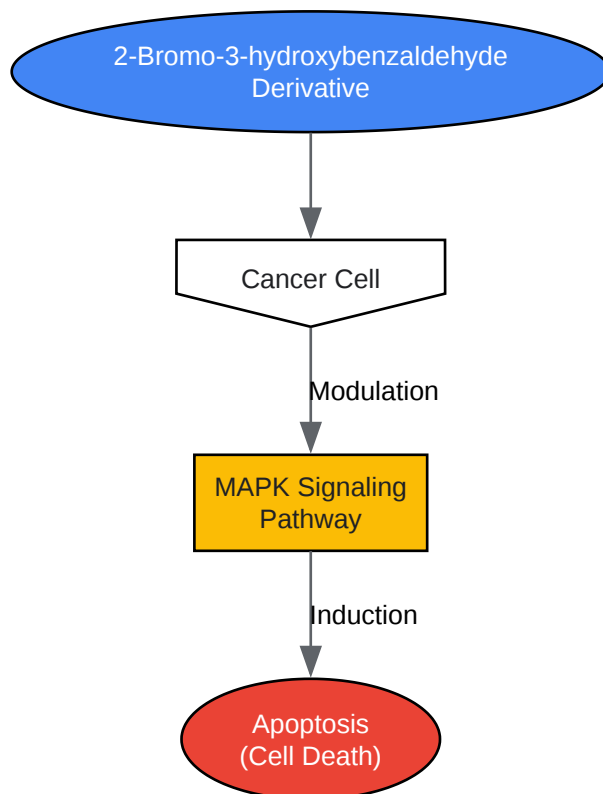 2-Bromo-3-hydroxybenzaldehyde
Derivative
Cancer Cell
Modulation
MAPK Signaling
Pathway
Induction
Apoptosis
(Cell Death)